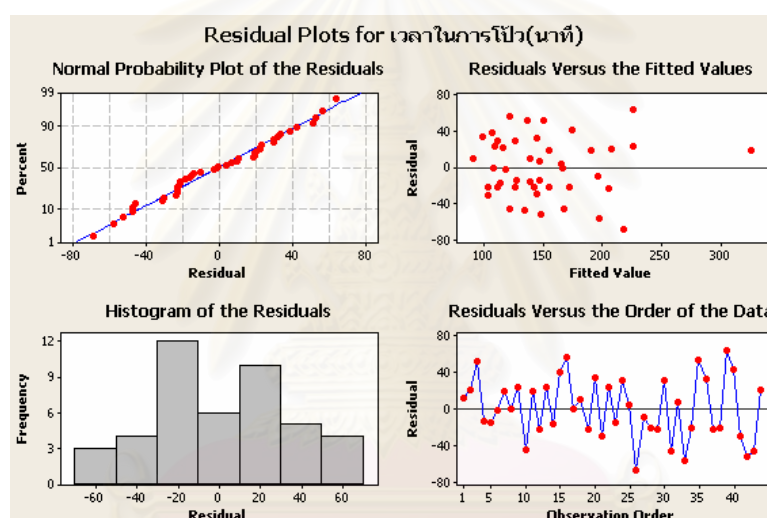 Residual Plots for เวลาในการโป้ว(นาที)
Normal Probability Plot of the Residuals
99
90
50
10
1
Percent
-80 -40 0 40 80
Residual
Residuals Versus the Fitted Values
80
40
0
-40
-80
Residual
100 150 200 250 300
Fitted Value
Histogram of the Residuals
12
9
6
3
0
Frequency
-60 -40 -20 0 20 40 60
Residual
Residuals Versus the Order of the Data
80
40
0
-40
-80
Residual
1 5 10 15 20 25 30 35 40
Observation Order